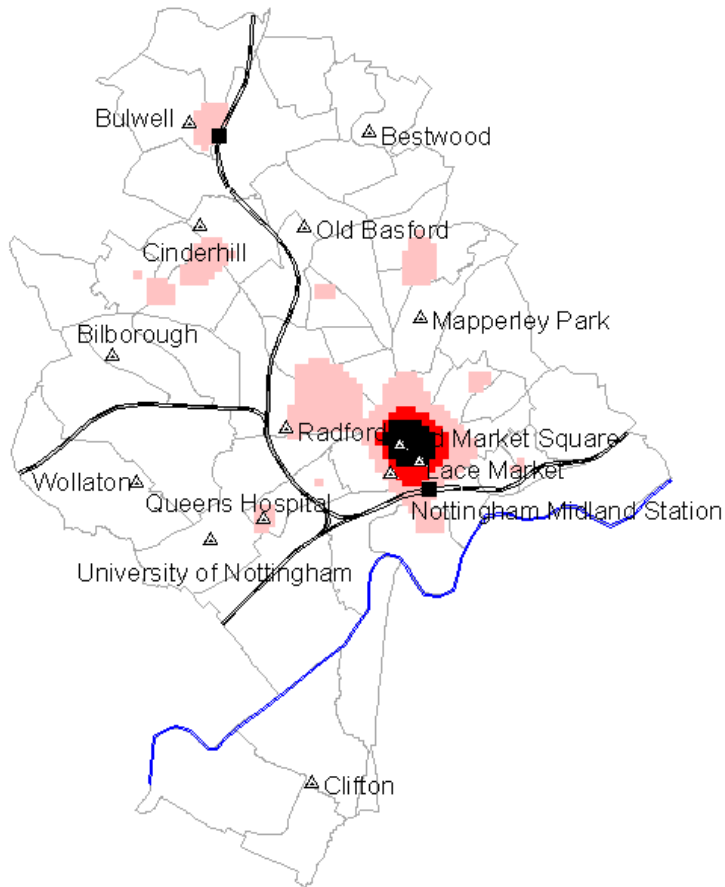 Bulwell
Bestwood
Cinderhill
Old Basford
Mapperley Park
Bilborough
Radford
Market Square
Lace Market
Wollaton
Queens Hospital
Nottingham Midland Station
University of Nottingham
Clifton